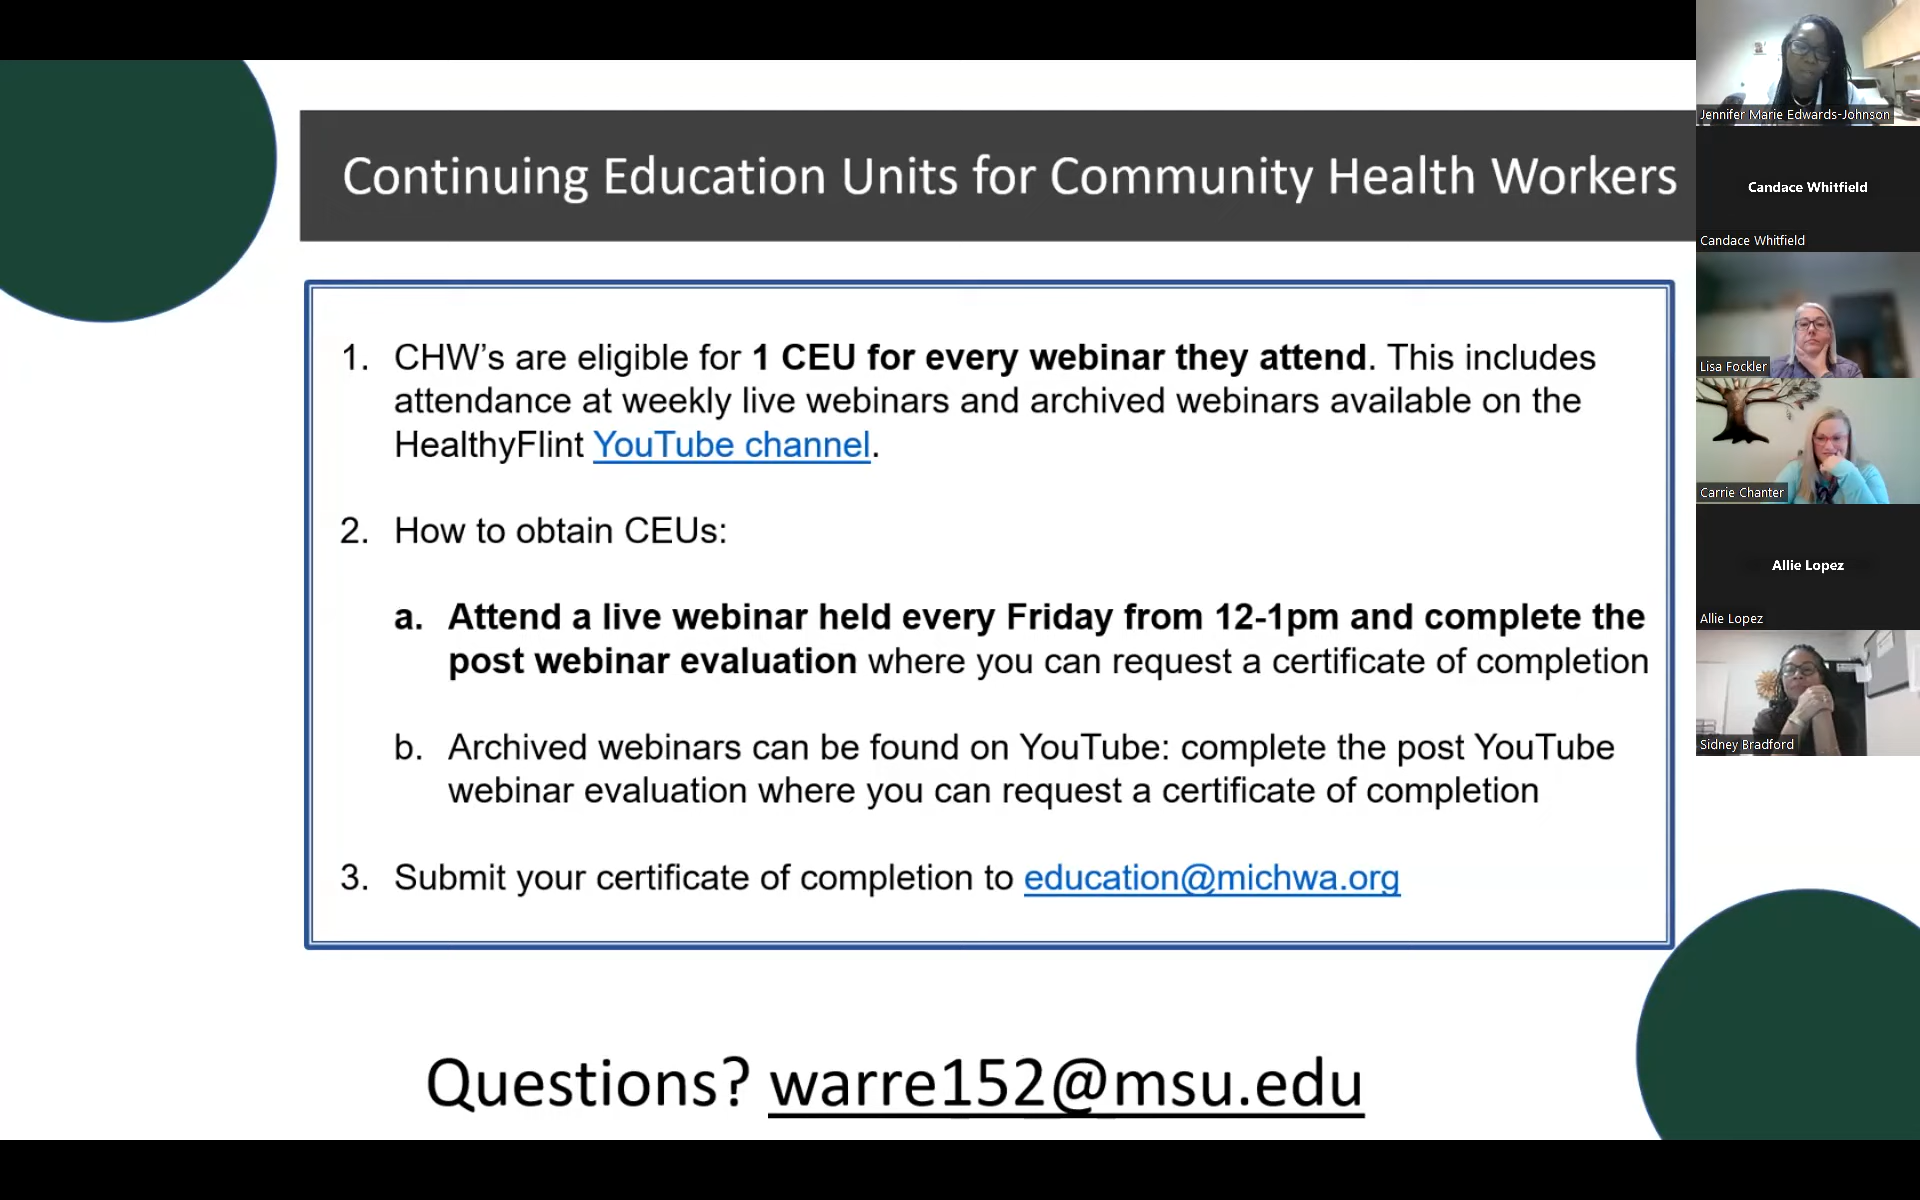 Continuing Education Units for Community Health Workers
1. CHW’s are eligible for 1 CEU for every webinar they attend. This includes
attendance at weekly live webinars and archived webinars available on the
HealthyFlint YouTube channel.
2. How to obtain CEUs:
a. Attend a live webinar held every Friday from 12-1pm and complete the
post webinar evaluation where you can request a certificate of completion
b. Archived webinars can be found on YouTube: complete the post YouTube
webinar evaluation where you can request a certificate of completion
3. Submit your certificate of completion to education@michwa.org
Questions? warre152@msu.edu
Jennifer Marie Edwards-Johnson
Candace Whitfield
Candace Whitfield
Lisa Fockler
Carrie Chanter
Allie Lopez
Allie Lopez
Sidney Bradford